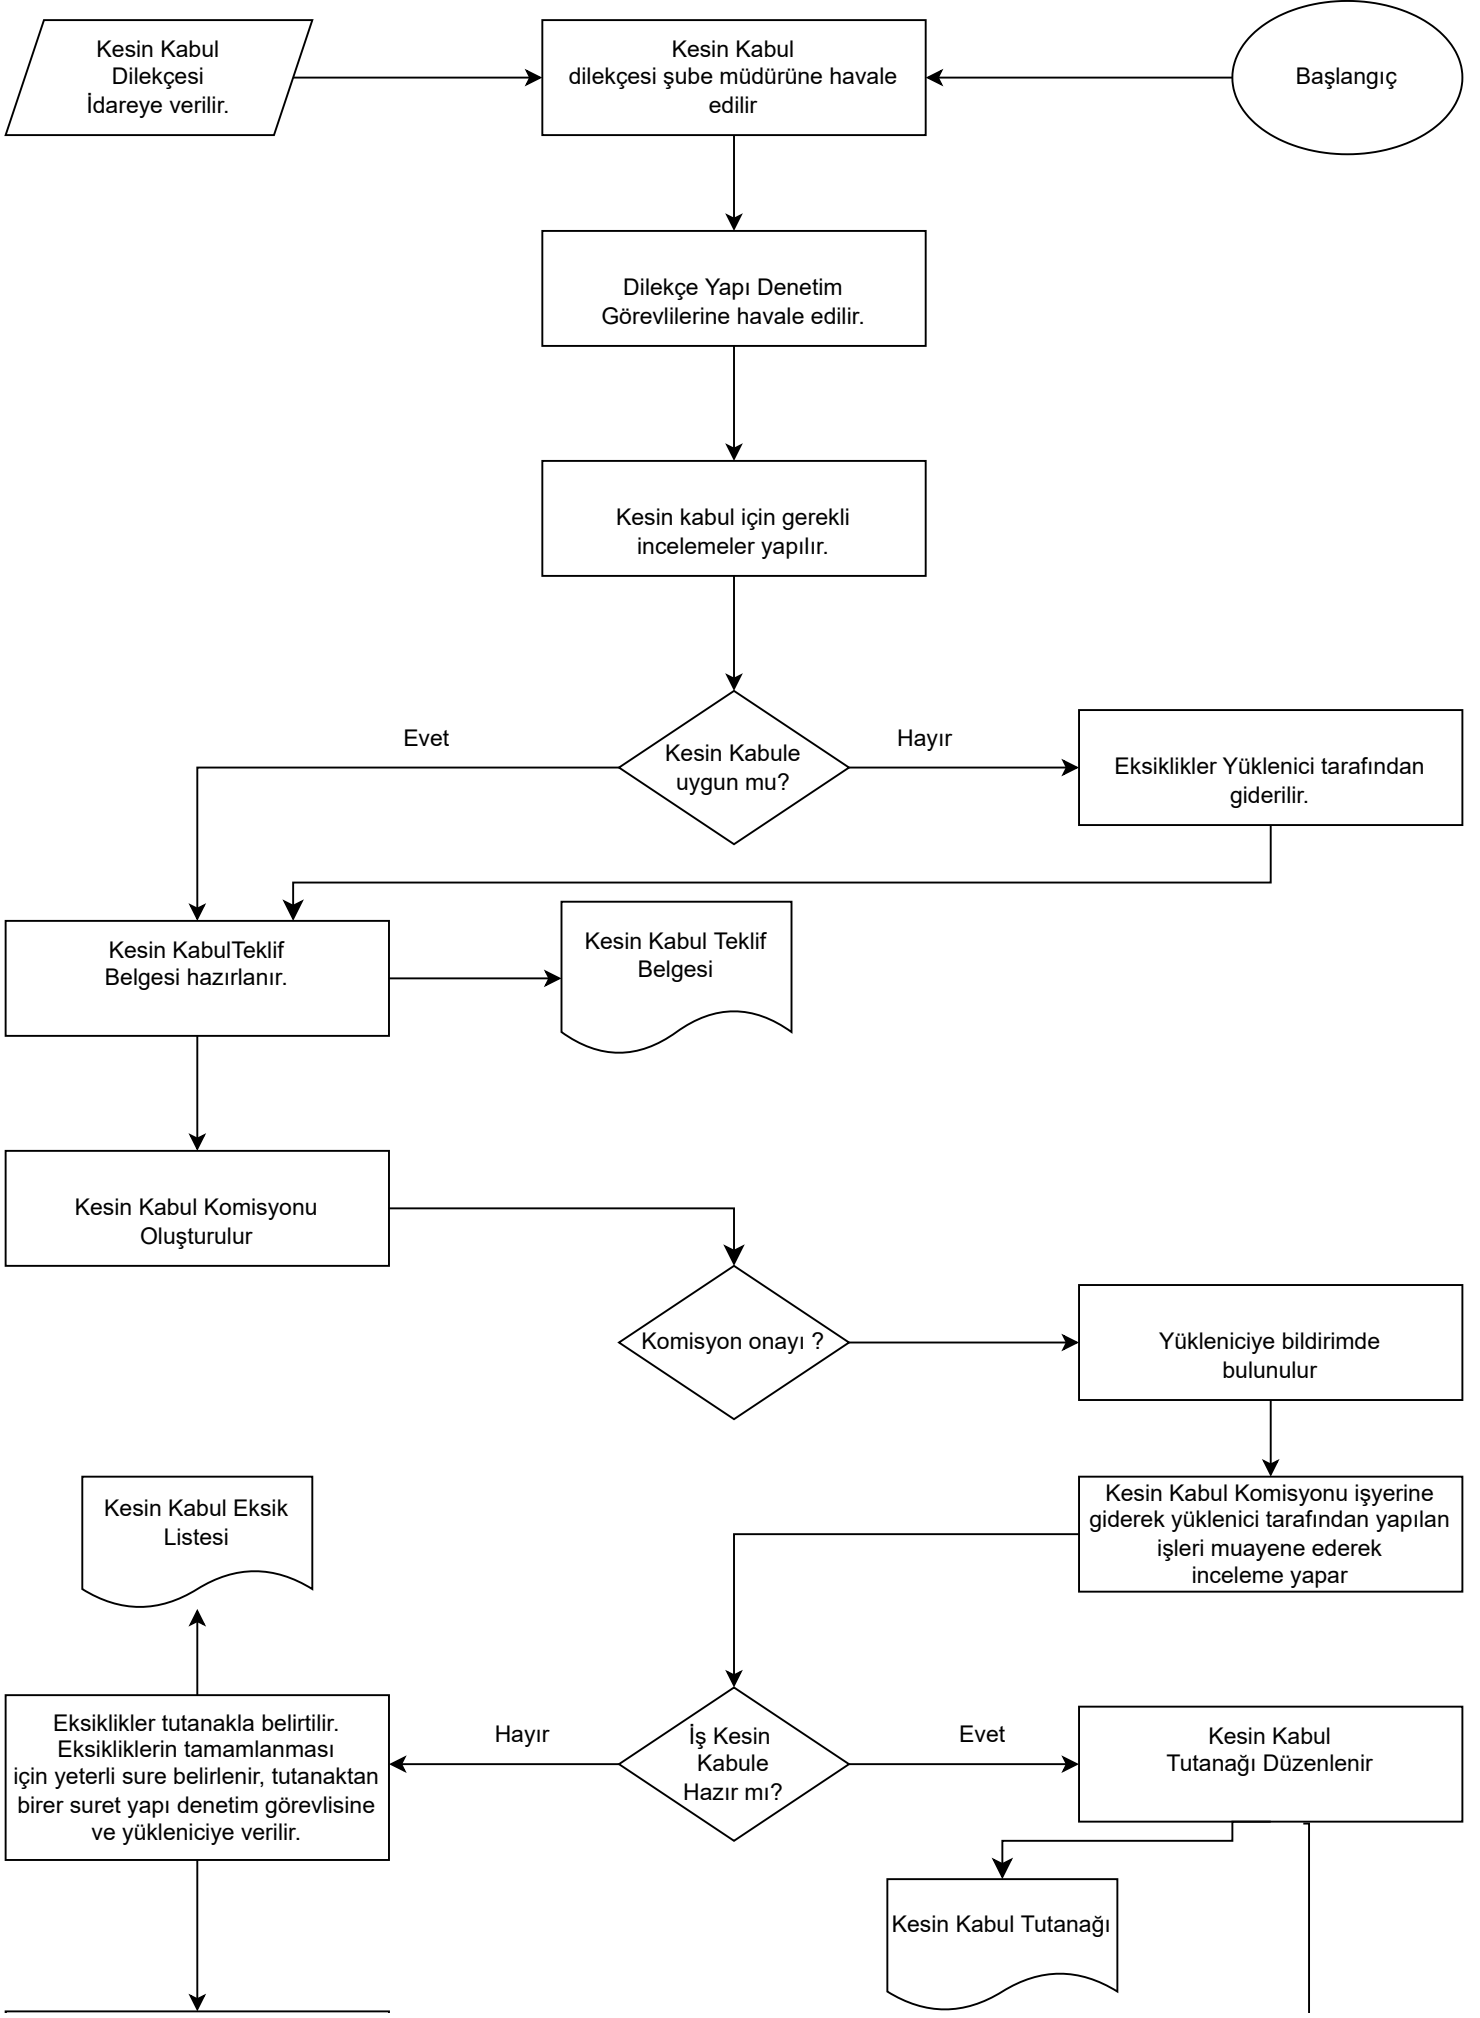 Kesin Kabul
Dilekçesi
İdareye verilir.
Kesin Kabul
dilekçesi şube müdürüne havale
edilir
Başlangıç
Dilekçe Yapı Denetim
Görevlilerine havale edilir.
Kesin kabul için gerekli
incelemeler yapılır.
Evet
Kesin Kabule
uygun mu?
Hayır
Eksiklikler Yüklenici tarafından
giderilir.
Kesin KabulTeklif
Belgesi hazırlanır.
Kesin Kabul Teklif
Belgesi
Kesin Kabul Komisyonu
Oluşturulur
Komisyon onayı ?
Yükleniciye bildirimde
bulunulur
Kesin Kabul Komisyonu işyerine
giderek yüklenici tarafından yapılan
işleri muayene ederek
inceleme yapar
Kesin Kabul Eksik
Listesi
Eksiklikler tutanakla belirtilir.
Eksikliklerin tamamlanması
için yeterli sure belirlenir, tutanaktan
birer suret yapı denetim görevlisine
ve yükleniciye verilir.
Hayır
İş Kesin
Kabule
Hazır mı?
Evet
Kesin Kabul
Tutanağı Düzenlenir
Kesin Kabul Tutanağı